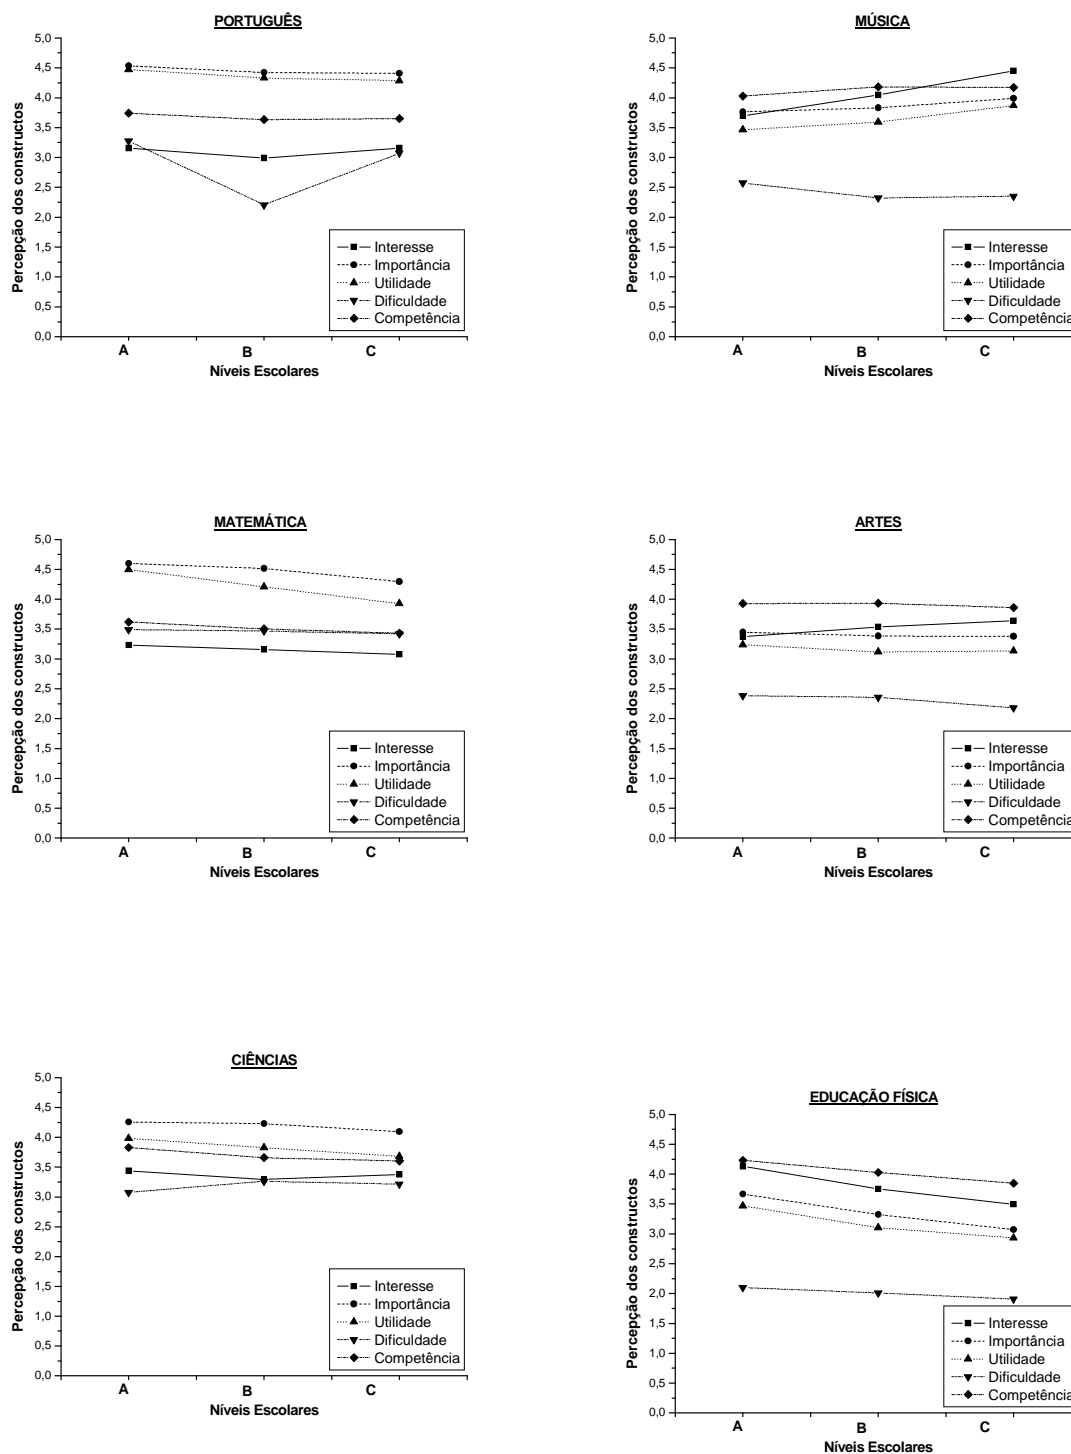 PORTUGUÊS
5,0
4,5
4,0
3,5
3,0
2,5
2,0
1,5
1,0
0,5
0,0
Percepção dos constructos
Interesse
Importância
Utilidade
Dificuldade
Competência
A B C
Níveis Escolares
MÚSICA
5,0
4,5
4,0
3,5
3,0
2,5
2,0
1,5
1,0
0,5
0,0
Percepção dos constructos
Interesse
Importância
Utilidade
Dificuldade
Competência
A B C
Níveis Escolares
MATEMÁTICA
5,0
4,5
4,0
3,5
3,0
2,5
2,0
1,5
1,0
0,5
0,0
Percepção dos constructos
Interesse
Importância
Utilidade
Dificuldade
Competência
A B C
Níveis Escolares
ARTES
5,0
4,5
4,0
3,5
3,0
2,5
2,0
1,5
1,0
0,5
0,0
Percepção dos constructos
Interesse
Importância
Utilidade
Dificuldade
Competência
A B C
Níveis Escolares
CIÊNCIAS
5,0
4,5
4,0
3,5
3,0
2,5
2,0
1,5
1,0
0,5
0,0
Percepção dos constructos
Interesse
Importância
Utilidade
Dificuldade
Competência
A B C
Níveis Escolares
EDUCAÇÃO FÍSICA
5,0
4,5
4,0
3,5
3,0
2,5
2,0
1,5
1,0
0,5
0,0
Percepção dos constructos
Interesse
Importância
Utilidade
Dificuldade
Competência
A B C
Níveis Escolares